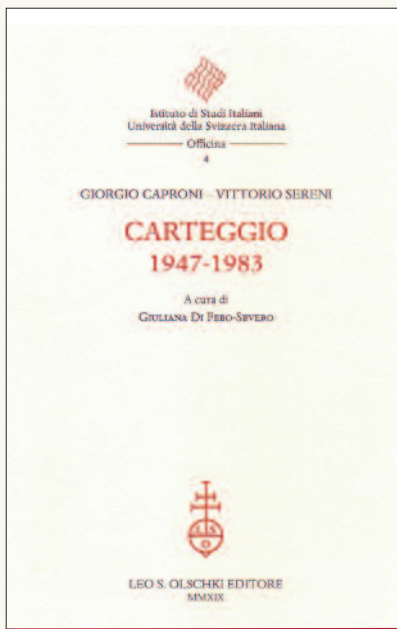 Istituto di Studi Italiani
Università della Svizzera Italiana
Officina
4
GIORGIO CAPRONI – VITTORIO SERENI
CARTEGGIO
1947-1983
A cura di
GIULIANA DI FEBO-SEVERO
L S
O
LEO S. OLSCHKI EDITORE
MMXIX